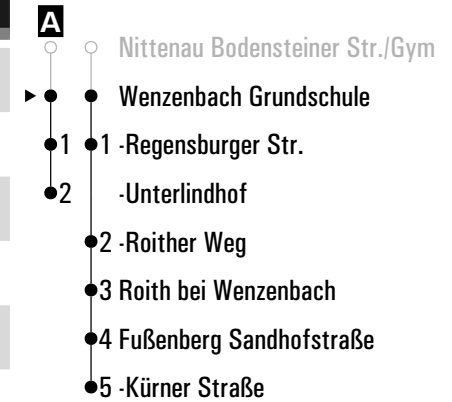 A
Nittenau Bodensteiner Str./Gym
Wenzenbach Grundschule
1 1 -Regensburger Str.
2 -Unterlindhof
2 -Roither Weg
3 Roith bei Wenzenbach
4 Fußenberg Sandhofstraße
5 -Kürner Straße